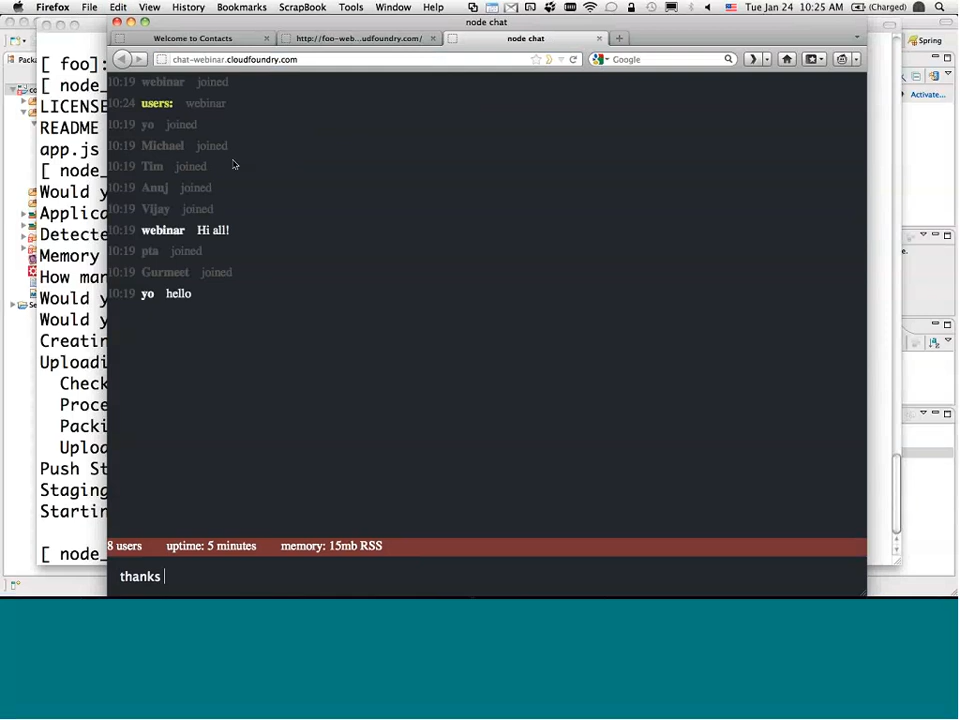 Firefox File Edit View History Bookmarks ScrapBook Tools Window Help Tue Jan 24 10:25 AM (Charged)
node chat
Welcome to Contacts http://foo-web...udfoundry.com/ node chat
chat-webinar.cloudfoundry.com Google
Spring
Activate...
[ foo]:
[ node_
LICENSE
README
app.js
[ node_
Would y
Applica
Detecte
Memory
How man
Would y
Would y
Creatin
Uploadi
Check
Proce
Packi
Uploa
Push St
Staging
Startin
[ node_
10:19 webinar joined
10:24 users: webinar
10:19 yo joined
10:19 Michael joined
10:19 Tim joined
10:19 Anuj joined
10:19 Vijay joined
10:19 webinar Hi all!
10:19 pta joined
10:19 Gurmeet joined
10:19 yo hello
8 users uptime: 5 minutes memory: 15mb RSS
thanks